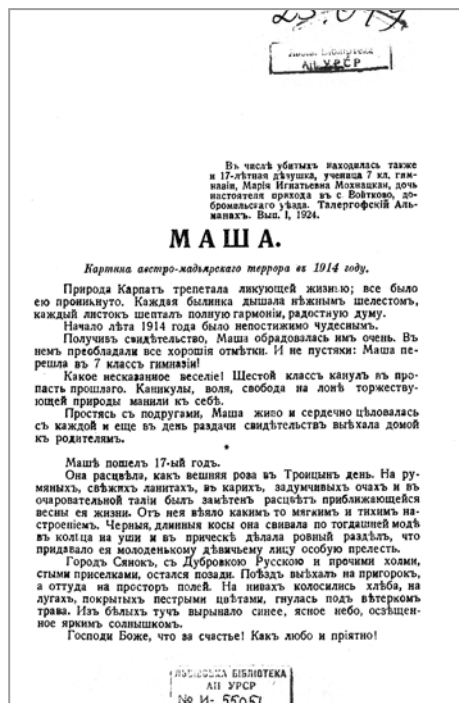 25.049
Львів. Бібліотека
АН УРСР
Въ числѣ убитыхъ находилась также
и 17-лѣтняя дѣвушка, ученица 7 кл. гим-
назіи, Марія Игнатьевна Мохнацкая, дочь
настоятеля прихода въ с Войтково, до-
бромильскаго уѣзда. Талергофскій Аль-
манахъ. Вып. I, 1924.
МАША.
Картина австро-мадьярскаго террора въ 1914 году.
Природа Карпатъ трепетала ликующей жизнью; все было
ею проникнуто. Каждая былинка дышала нѣжнымъ шелестомъ,
каждый листокъ шепталъ полную гармоніи, радостную думу.
Начало лѣта 1914 года было непостижимо чудеснымъ.
Получивъ свидѣтельство, Маша обрадовалась имъ очень. Въ
немъ преобладали все хорошія отмѣтки. И не пустяки: Маша пе-
решла въ 7 классъ гимназіи!
Какое несказанное веселіе! Шестой классъ канулъ въ про-
пасть прошлаго. Каникулы, воля, свобода на лонѣ торжеству-
ющей природы манили къ себѣ.
Простясь съ подругами, Маша живо и сердечно цѣловалась
съ каждой и еще въ день раздачи свидѣтельствъ выѣхала домой
къ родителямъ.
*
Машѣ пошелъ 17-ый годъ.
Она расцвѣла, какъ вешняя роза въ Троицынъ день. На ру-
мяныхъ, свѣжихъ ланитахъ, въ карихъ, задумчивыхъ очахъ и въ
очаровательной таліи былъ замѣтенъ расцвѣтъ приближающейся
весны ея жизни. Отъ нея вѣяло какимъ то мягкимъ и тихимъ на-
строеніемъ. Черныя, длинныя косы она свивала по тогдашней модѣ
въ кольца на уши и въ прическѣ дѣлала ровный раздѣлъ, что
придавало ея молоденькому дѣвичьему лицу особую прелесть.
Городъ Сянокъ, съ Дубровкою Русскою и прочими холми,
стыми приселками, остался позади. Поѣздъ выѣхалъ на пригорокъ,
а оттуда на просторъ полей. На нивахъ колосились хлѣба, на
лугахъ, покрытыхъ пестрыми цвѣтами, гнулась подъ вѣтеркомъ
трава. Изъ бѣлыхъ тучъ вырывало синее, ясное небо, освѣщен-
ное яркимъ солнышкомъ.
Господи Боже, что за счастье! Какъ любо и пріятно!
ЛЬВІВСЬКА БІБЛІОТЕКА
АН УРСР
№ И- 55051